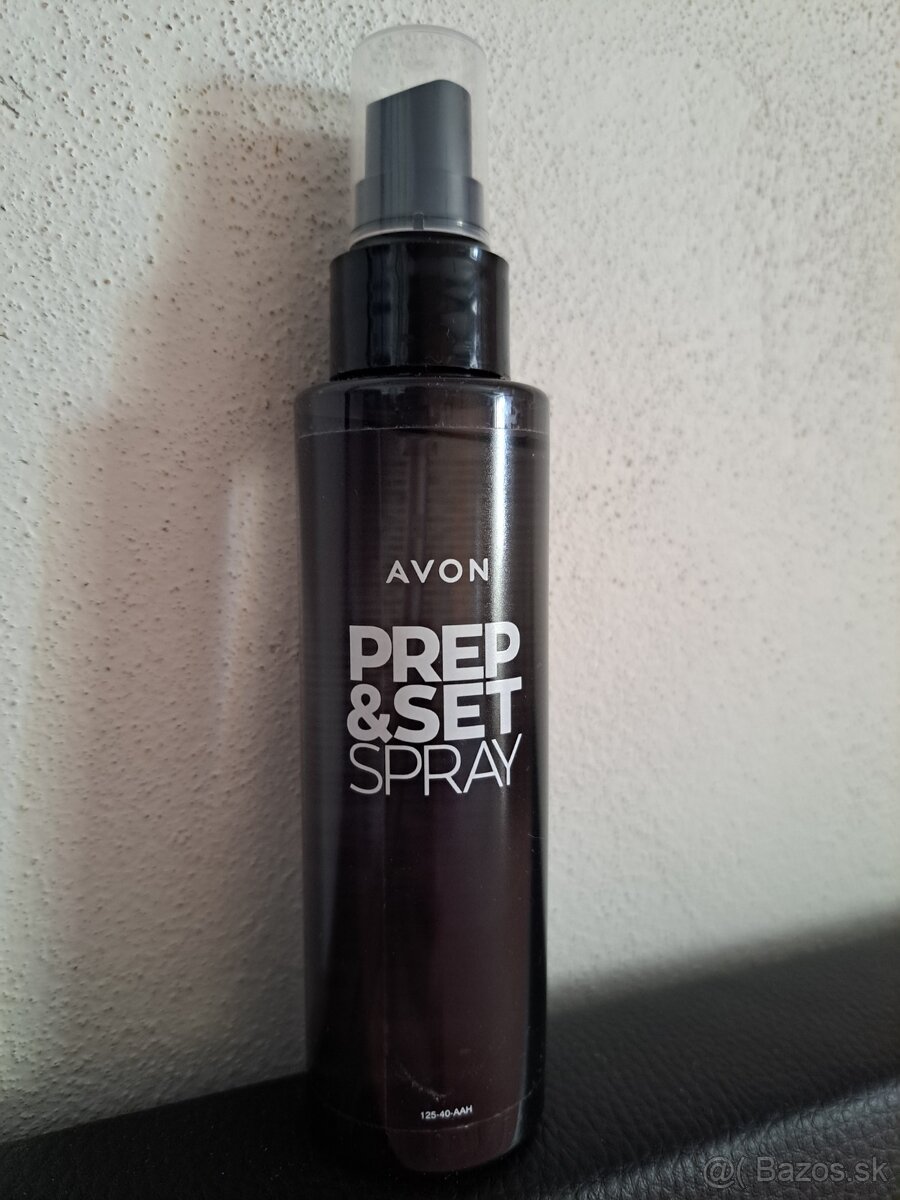 AVON
PREP
&SET
SPRAY
125-40-AAH
@( Bazos.sk